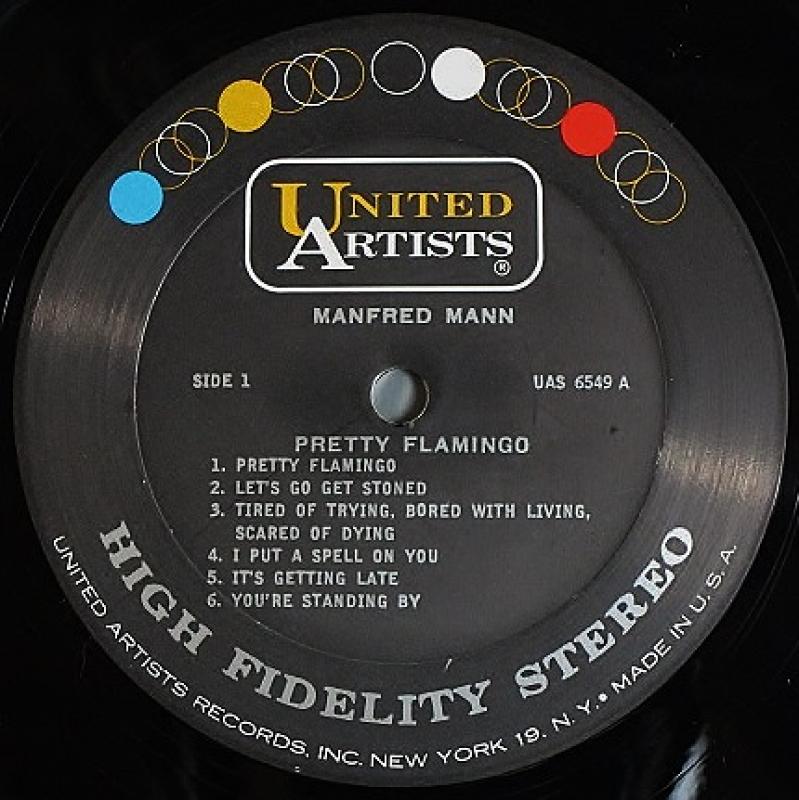 UNITED
ARTISTS
®
MANFRED MANN
SIDE 1
UAS 6549 A
PRETTY FLAMINGO
1. PRETTY FLAMINGO
2. LET'S GO GET STONED
3. TIRED OF TRYING, BORED WITH LIVING,
SCARED OF DYING
4. I PUT A SPELL ON YOU
5. IT'S GETTING LATE
6. YOU'RE STANDING BY
HIGH FIDELITY STEREO
UNITED ARTISTS RECORDS, INC. NEW YORK 19, N.Y. • MADE IN U.S.A.